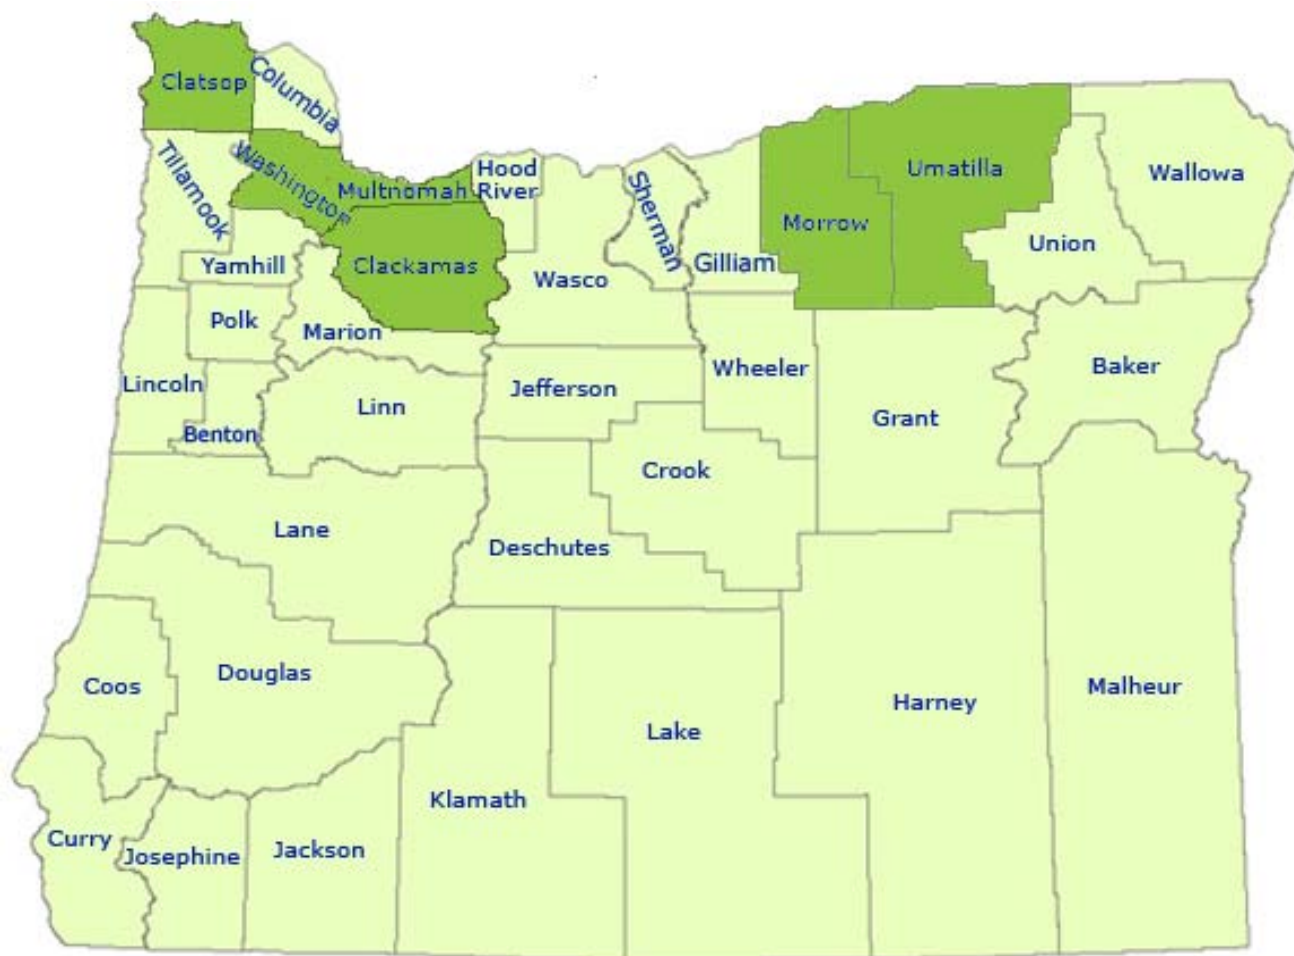 Clatsop
Columbia
Tillamook
Washington
Multnomah
Hood
River
Sherman
Gilliam
Morrow
Umatilla
Union
Wallowa
Yamhill
Clackamas
Wasco
Polk
Marion
Lincoln
Benton
Linn
Jefferson
Wheeler
Grant
Baker
Crook
Lane
Deschutes
Coos
Douglas
Lake
Harney
Malheur
Klamath
Curry
Josephine
Jackson